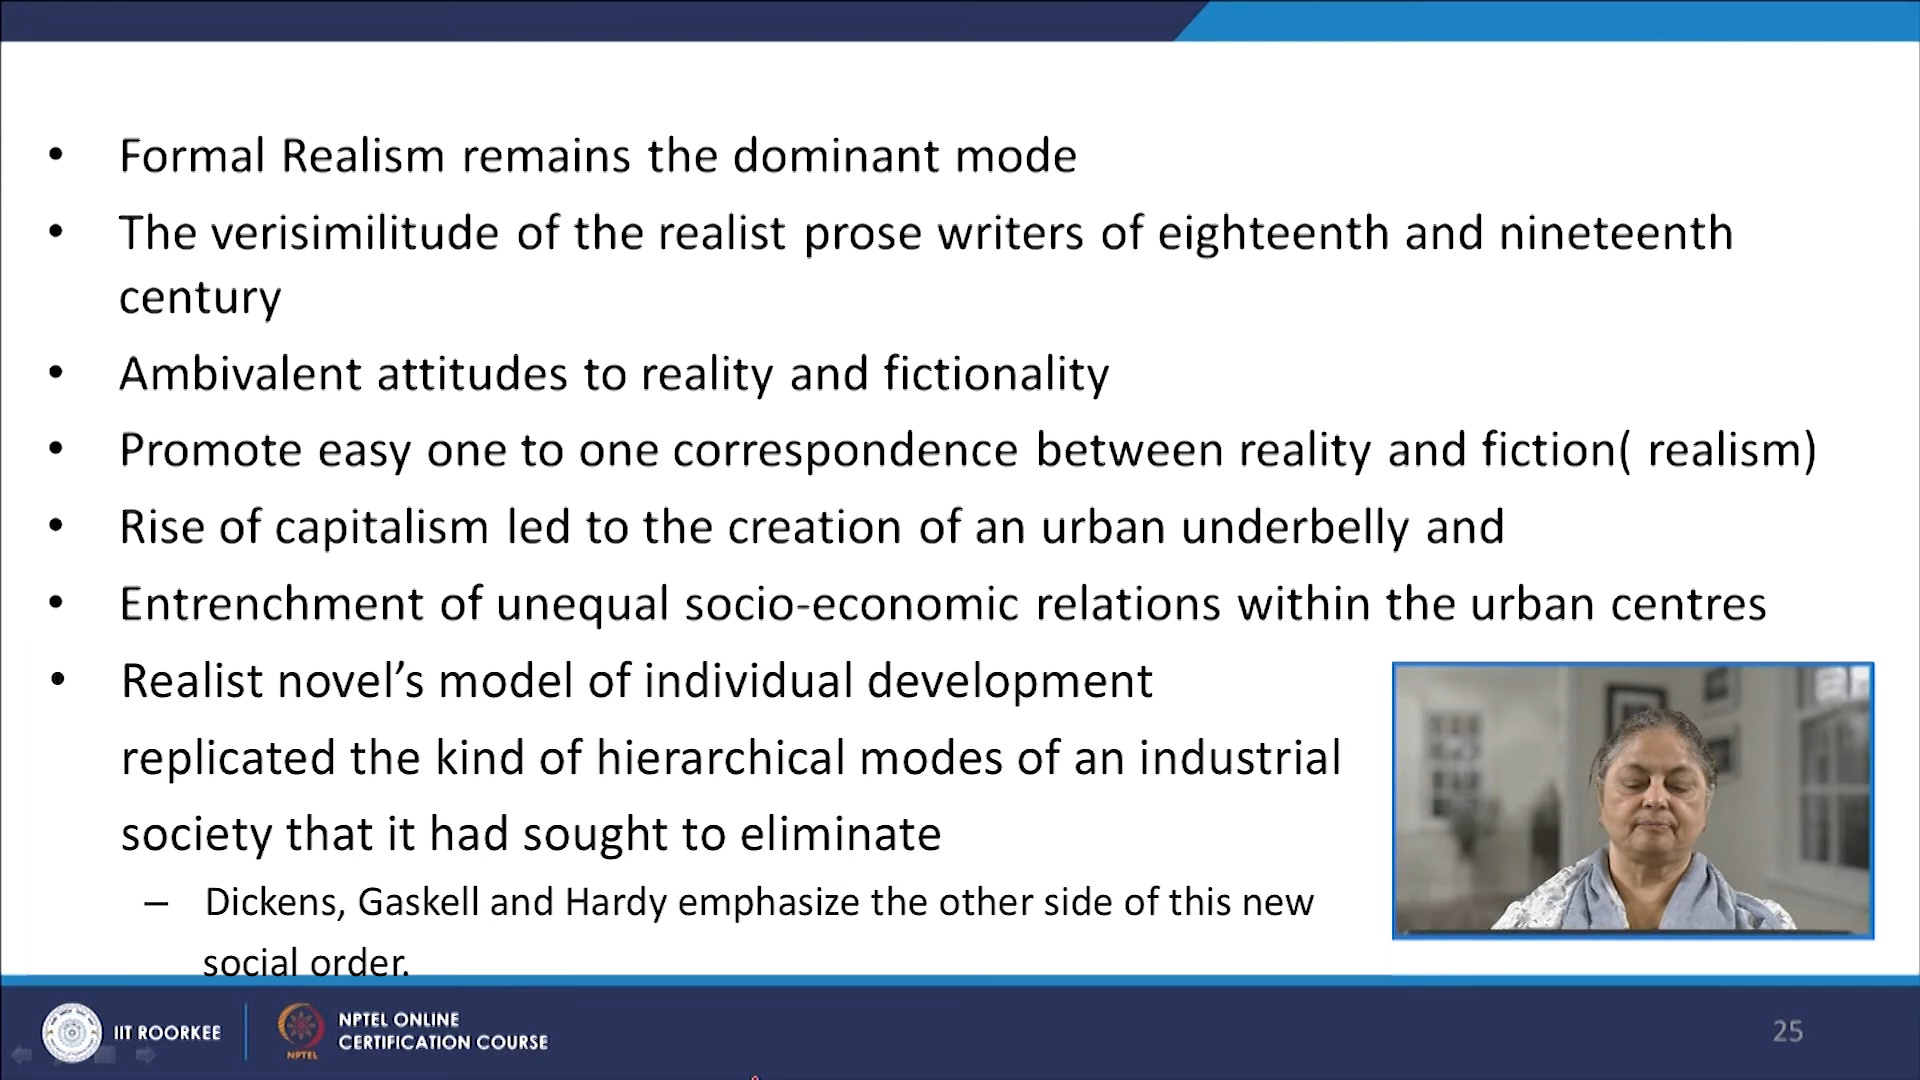 • Formal Realism remains the dominant mode
• The verisimilitude of the realist prose writers of eighteenth and nineteenth
century
• Ambivalent attitudes to reality and fictionality
• Promote easy one to one correspondence between reality and fiction( realism)
• Rise of capitalism led to the creation of an urban underbelly and
• Entrenchment of unequal socio-economic relations within the urban centres
• Realist novel’s model of individual development
replicated the kind of hierarchical modes of an industrial
society that it had sought to eliminate
– Dickens, Gaskell and Hardy emphasize the other side of this new
social order.
IIT ROORKEE
NPTEL
NPTEL ONLINE
CERTIFICATION COURSE
25